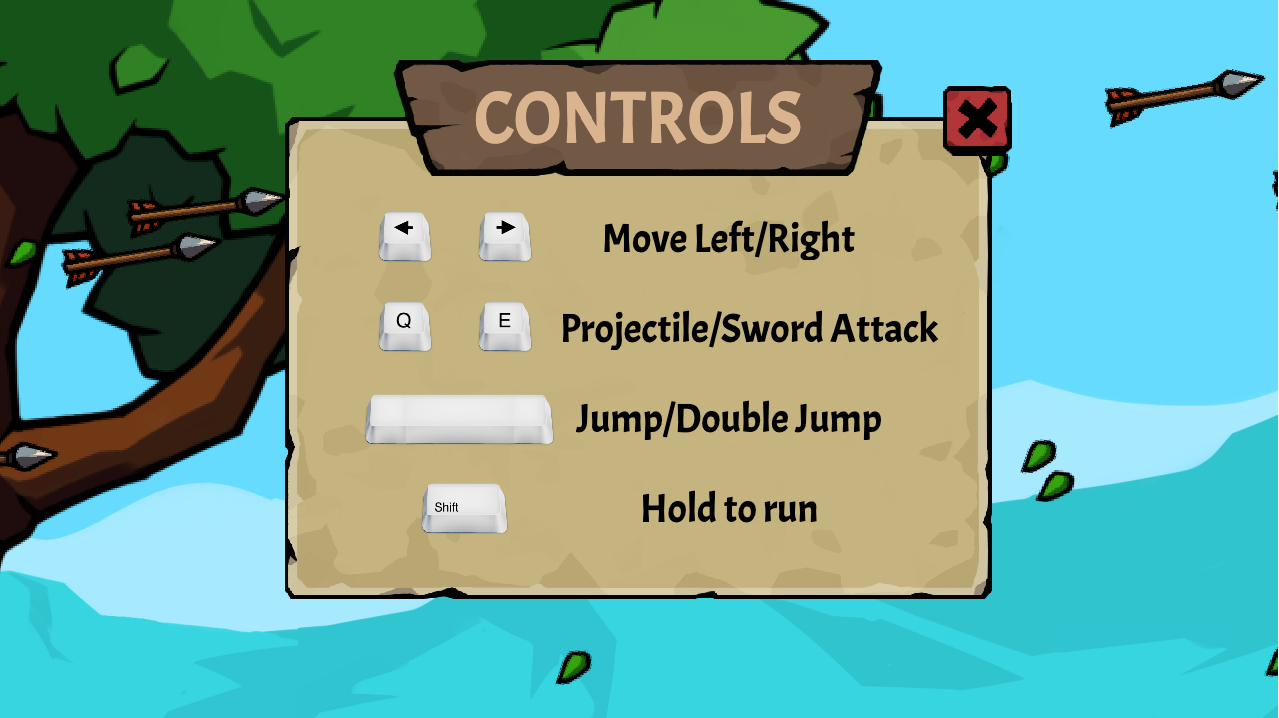 CONTROLS
Move Left/Right
Q E Projectile/Sword Attack
Jump/Double Jump
Shift Hold to run